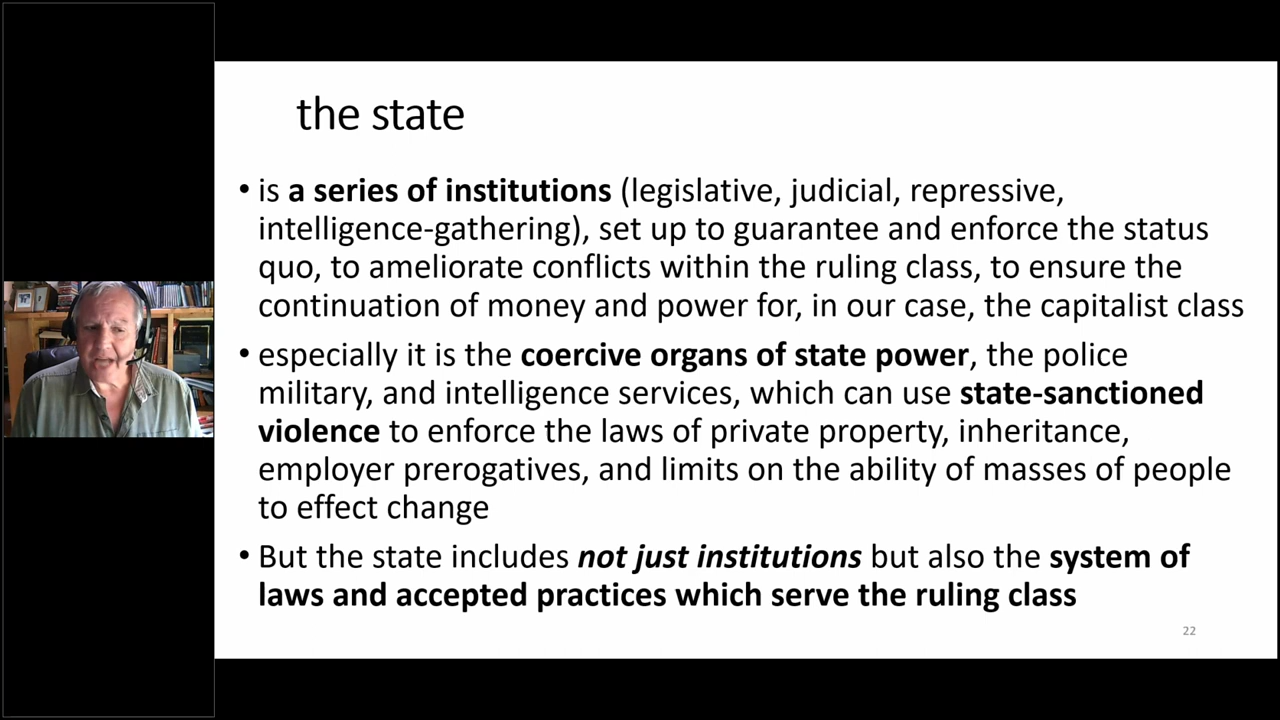 the state
• is a series of institutions (legislative, judicial, repressive,
intelligence-gathering), set up to guarantee and enforce the status
quo, to ameliorate conflicts within the ruling class, to ensure the
continuation of money and power for, in our case, the capitalist class
• especially it is the coercive organs of state power, the police
military, and intelligence services, which can use state-sanctioned
violence to enforce the laws of private property, inheritance,
employer prerogatives, and limits on the ability of masses of people
to effect change
• But the state includes not just institutions but also the system of
laws and accepted practices which serve the ruling class
22